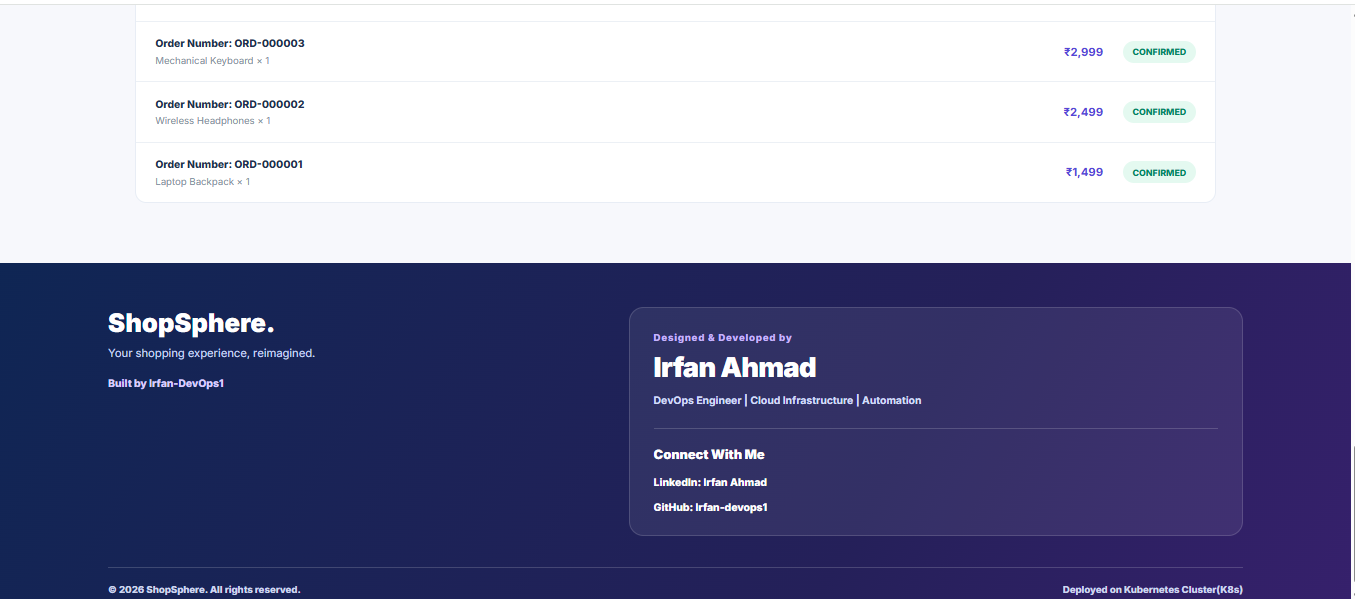 Order Number: ORD-000003
Mechanical Keyboard × 1
₹2,999 CONFIRMED
Order Number: ORD-000002
Wireless Headphones × 1
₹2,499 CONFIRMED
Order Number: ORD-000001
Laptop Backpack × 1
₹1,499 CONFIRMED
ShopSphere.
Your shopping experience, reimagined.
Built by Irfan-DevOps1
Designed & Developed by
Irfan Ahmad
DevOps Engineer | Cloud Infrastructure | Automation
Connect With Me
LinkedIn: Irfan Ahmad
GitHub: Irfan-devops1
© 2026 ShopSphere. All rights reserved.
Deployed on Kubernetes Cluster(K8s)